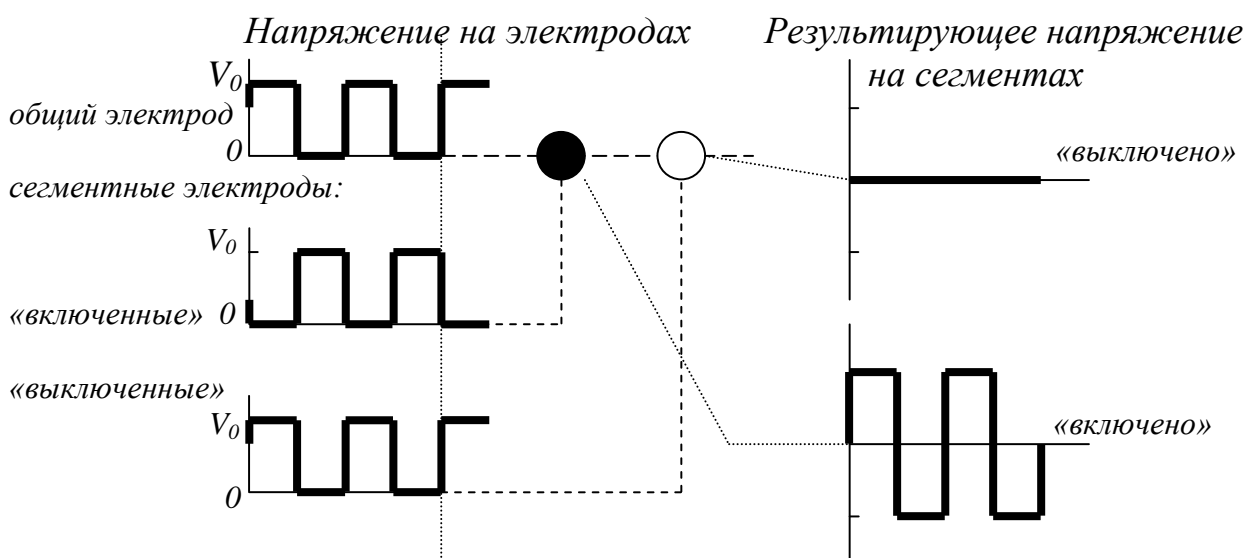 Напряжение на электродах
Результирующее напряжение
на сегментах
V0
общий электрод
0
«выключено»
сегментные электроды:
V0
«включенные» 0
«выключенные»
V0
0
«включено»